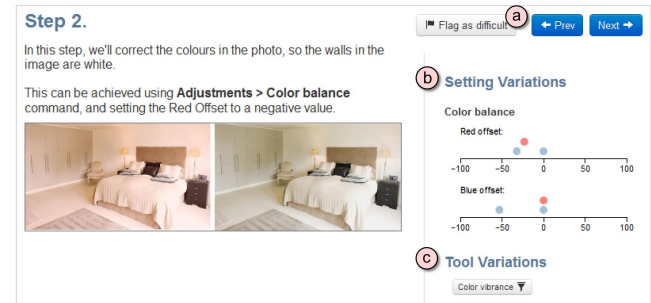 Step 2.
Flag as difficult
a
Prev
Next
In this step, we'll correct the colours in the photo, so the walls in the
image are white.
This can be achieved using Adjustments > Color balance
command, and setting the Red Offset to a negative value.
b
Setting Variations
Color balance
Red offset:
-100 -50 0 50 100
Blue offset:
-100 -50 0 50 100
c
Tool Variations
Color vibrance